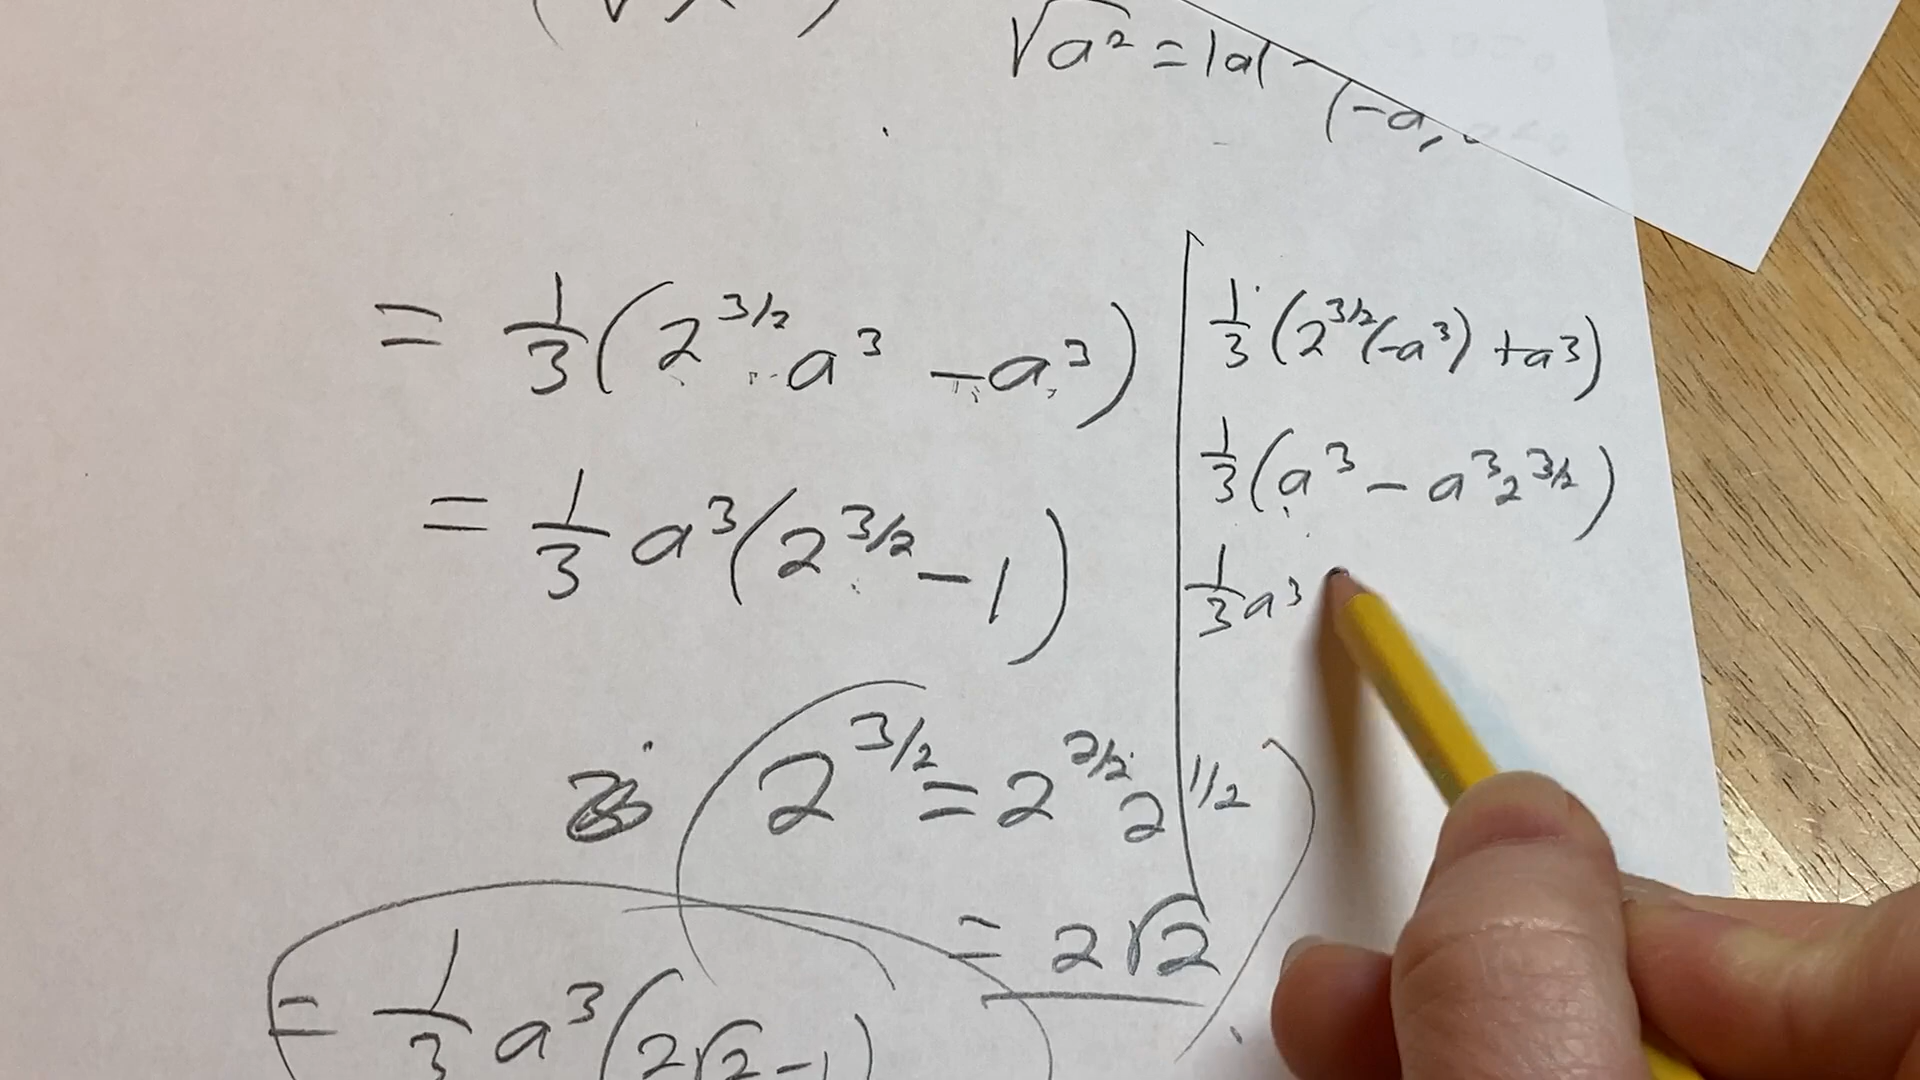 √a² = |a|
(-a,
= 1/3 (2^3/2 a³ - a³)
= 1/3 a³ (2^3/2 - 1)
2^3/2 = 2^2/2 2^1/2
= 2√2
= 1/3 a³ (2√2 - 1)
1/3 (2^3/2 (-a³) + a³)
1/3 (a³ - a³ 2^3/2)
1/3 a³